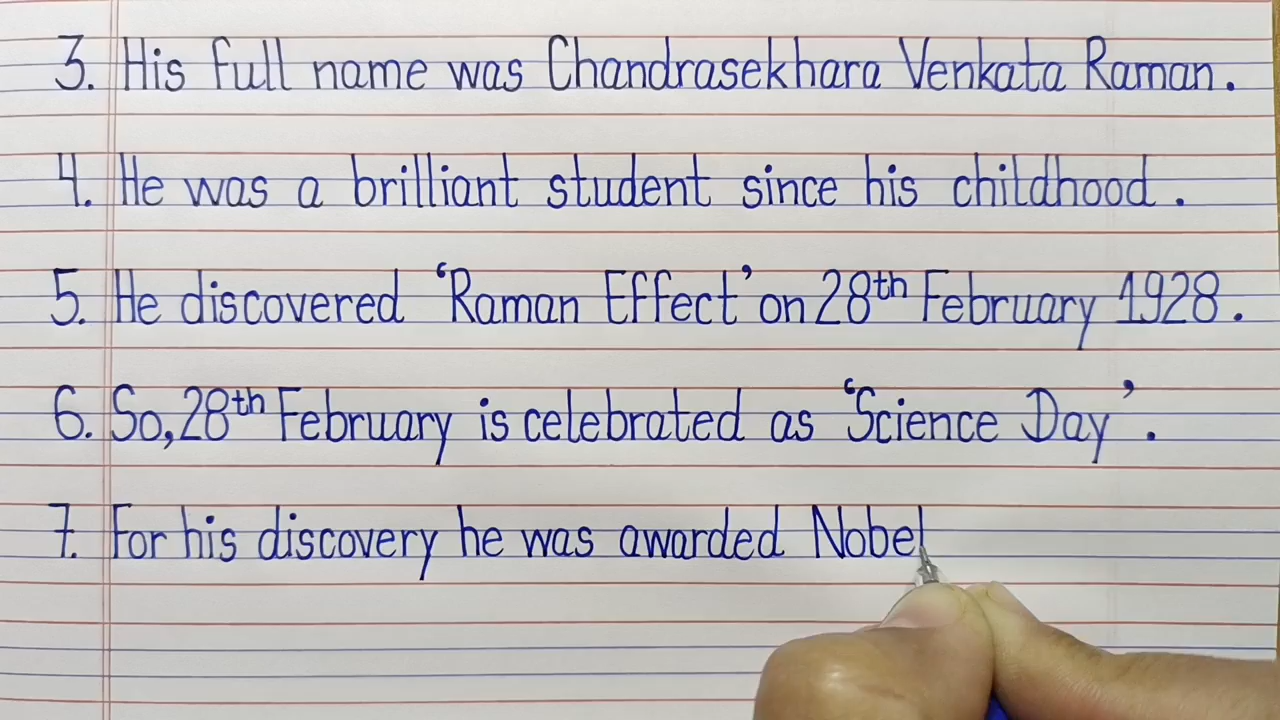 3. His full name was Chandrasekhara Venkata Raman.
4. He was a brilliant student since his childhood.
5. He discovered ‘Raman Effect’ on 28th February 1928.
6. So, 28th February is celebrated as ‘Science Day’.
7. For his discovery he was awarded Nobel